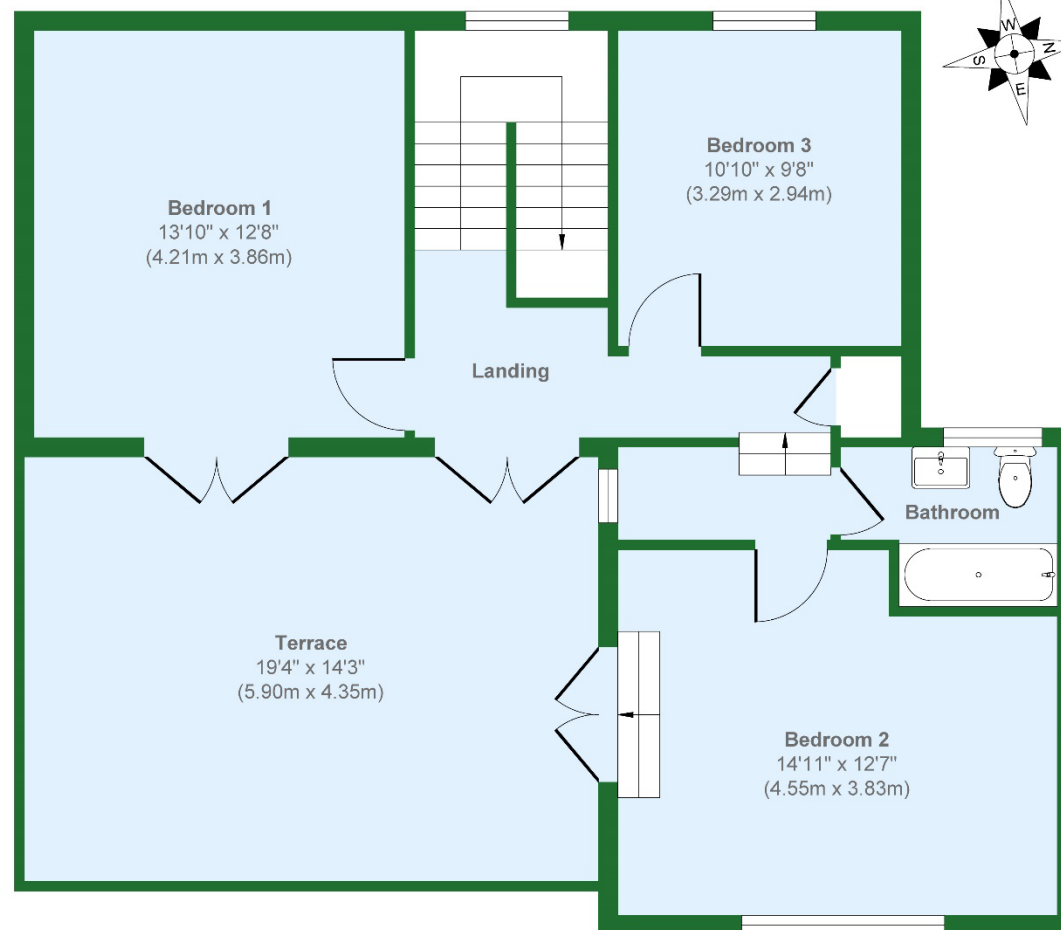 W
N
S
E
Bedroom 1
13'10" x 12'8"
(4.21m x 3.86m)
Bedroom 3
10'10" x 9'8"
(3.29m x 2.94m)
Landing
Bathroom
Terrace
19'4" x 14'3"
(5.90m x 4.35m)
Bedroom 2
14'11" x 12'7"
(4.55m x 3.83m)